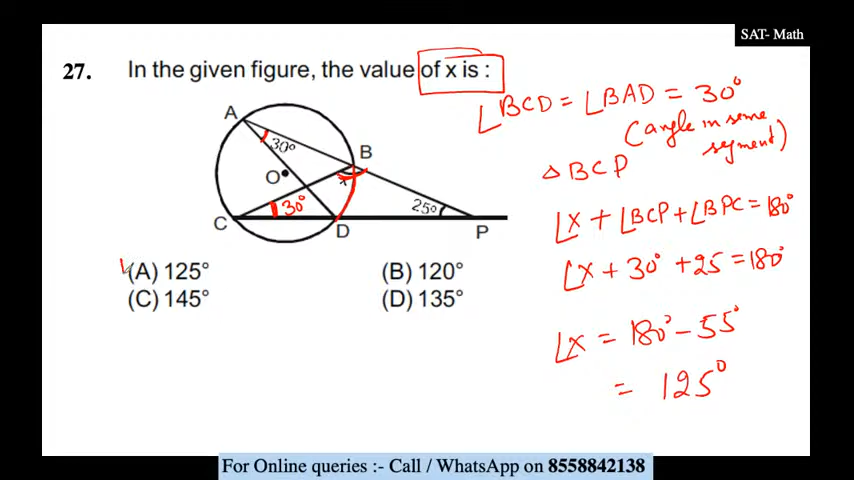 SAT- Math
27. In the given figure, the value of x is :
A
30°
O
B
x
30°
25°
C
D
P
(A) 125° (B) 120°
(C) 145° (D) 135°
∠BCD = ∠BAD = 30°
(angle in same
segment)
△ BCP
∠x + ∠BCP + ∠BPC = 180°
∠x + 30° + 25 = 180°
∠x = 180° - 55°
= 125°
For Online queries :- Call / WhatsApp on 8558842138